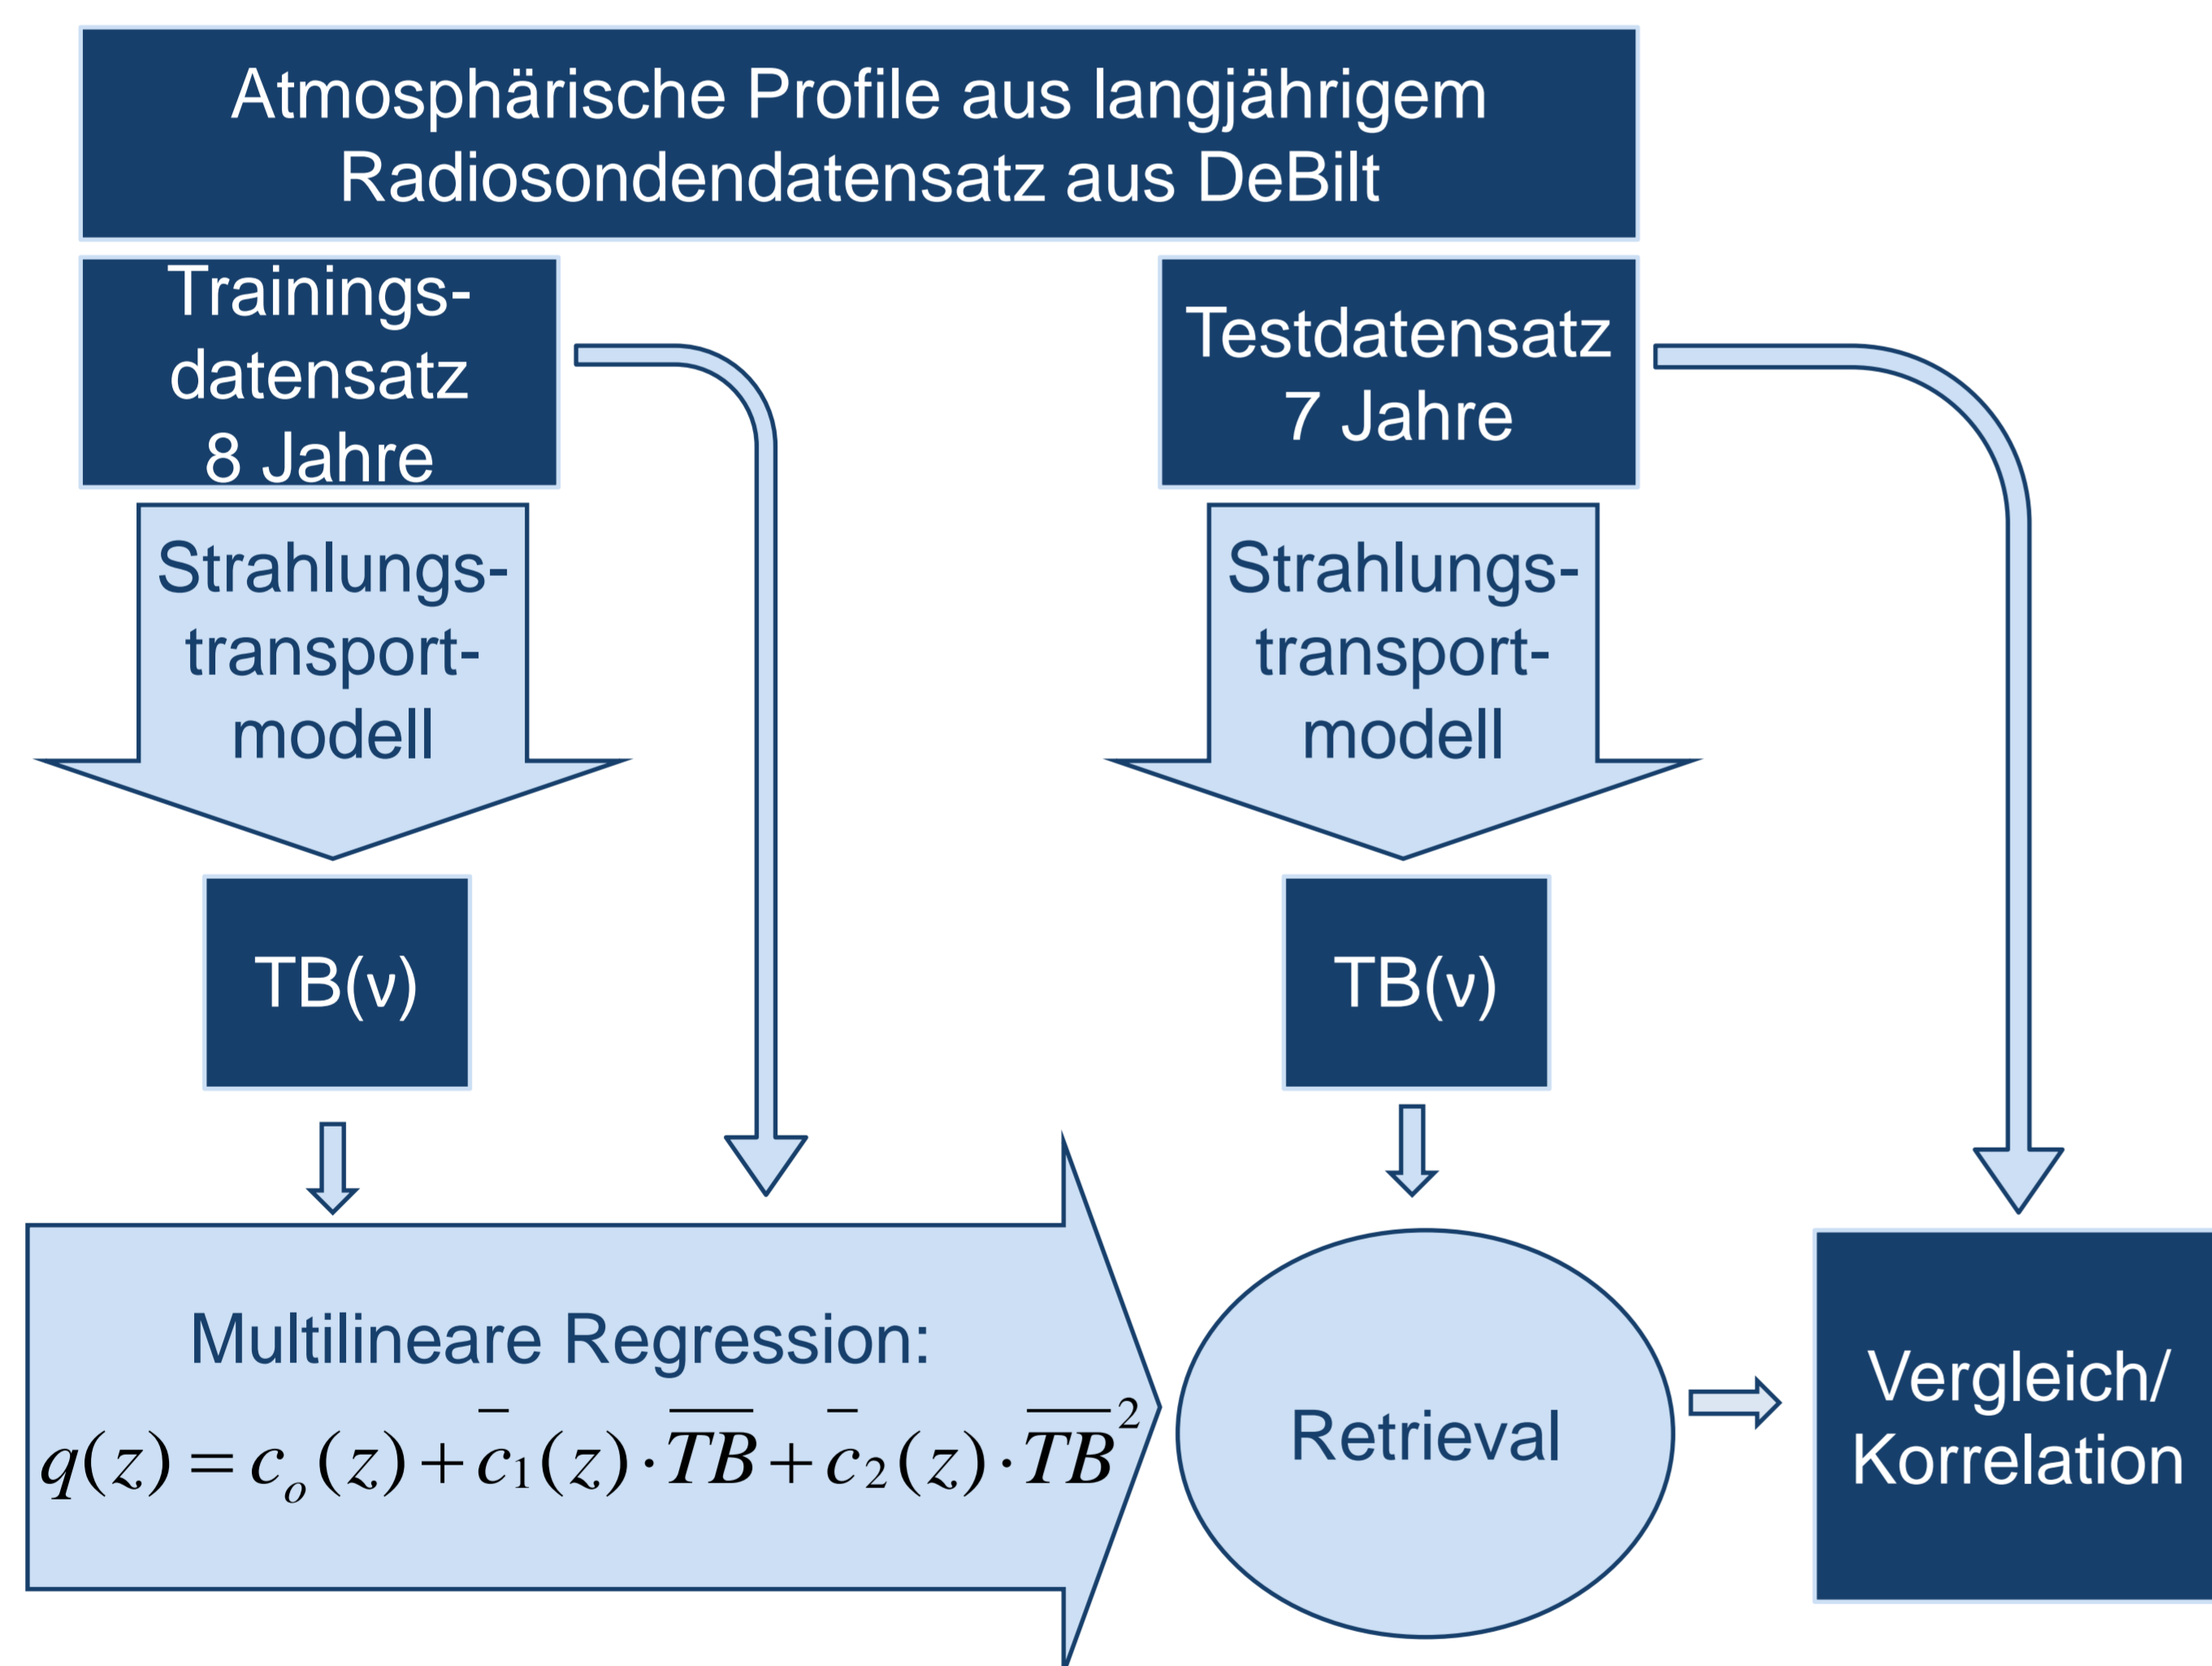 Atmosphärische Profile aus langjährigem
Radiosondendatensatz aus DeBilt
Trainings-
datensatz
8 Jahre
Testdatensatz
7 Jahre
Strahlungs-
transport-
modell
Strahlungs-
transport-
modell
TB(ν)
TB(ν)
Multilineare Regression:
q(z) = c₀(z) + c̅₁(z) · T̅B̅ + c̅₂(z) · T̅B̅²
Retrieval
Vergleich/
Korrelation